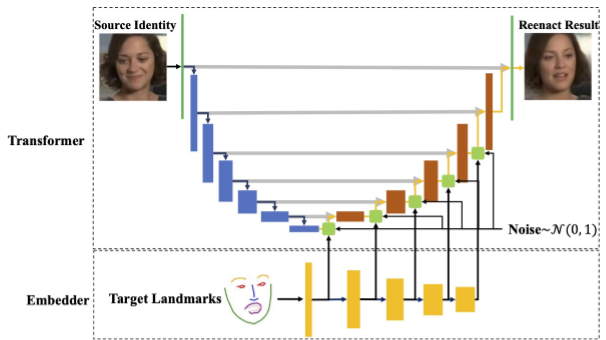 Source Identity
Reenact Result
Transformer
Noise~𝒩(0, 1)
Embedder
Target Landmarks